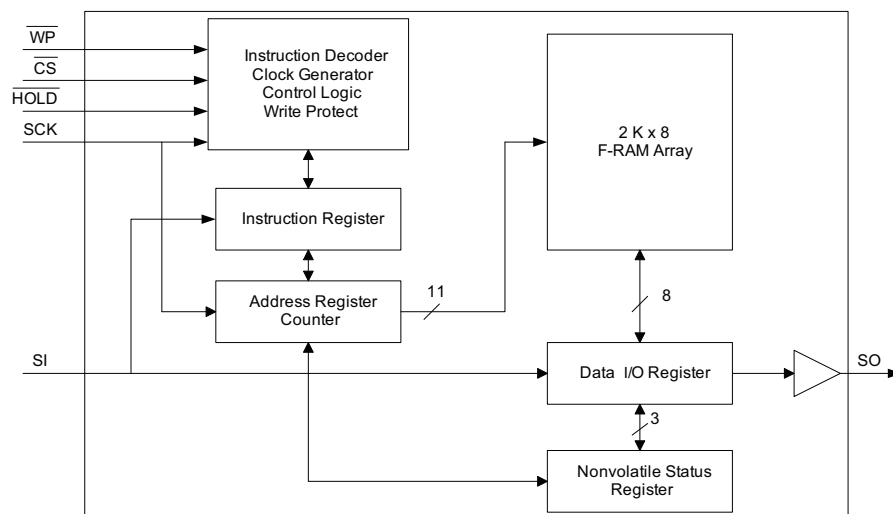 WP
CS
HOLD
SCK
Instruction Decoder
Clock Generator
Control Logic
Write Protect
2 K x 8
F-RAM Array
Instruction Register
Address Register
Counter
11
8
SI
Data I/O Register
SO
3
Nonvolatile Status
Register